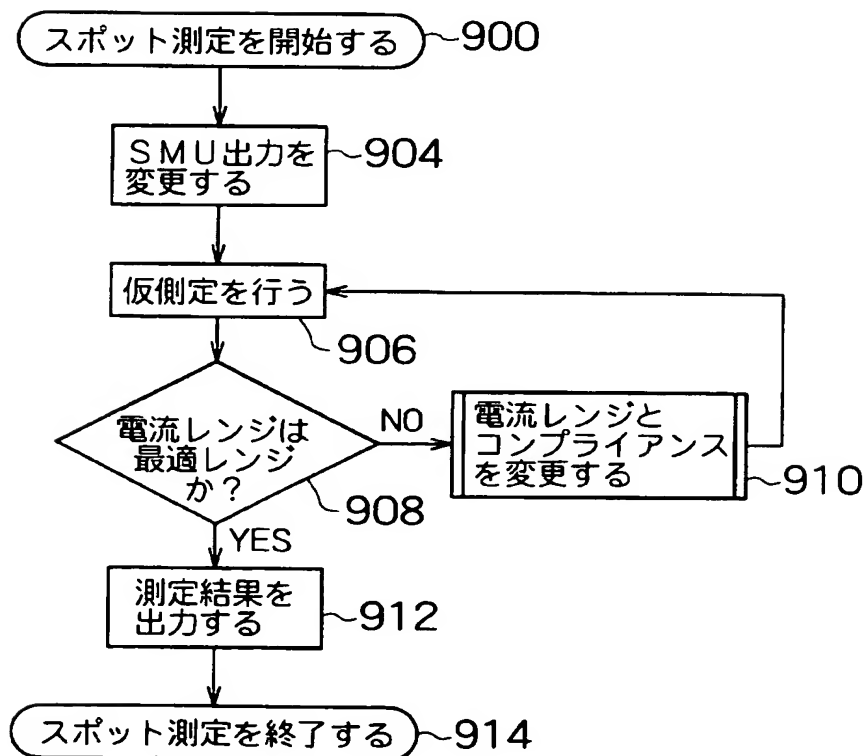 スポット測定を開始する
900
SMU出力を
変更する
904
仮側定を行う
906
電流レンジは
最適レンジ
か?
908
NO
電流レンジと
コンプライアンス
を変更する
910
YES
測定結果を
出力する
912
スポット測定を終了する
914